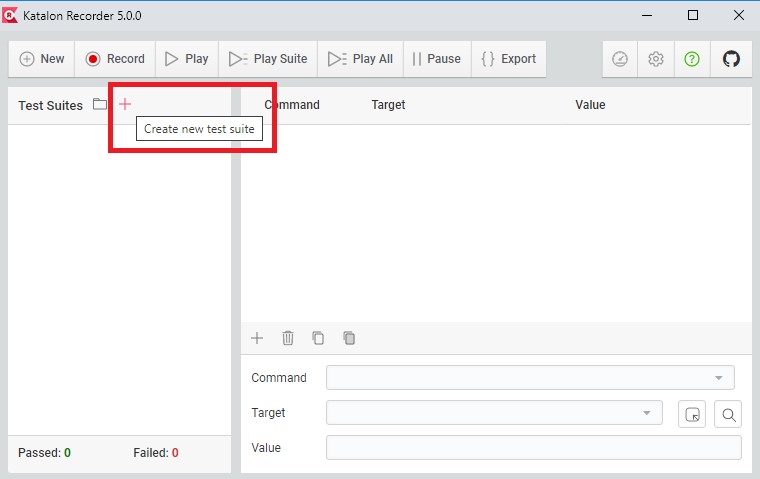 Katalon Recorder 5.0.0
New Record Play Play Suite Play All Pause Export
Test Suites
Create new test suite
Command Target Value
Command
Target
Value
Passed: 0 Failed: 0